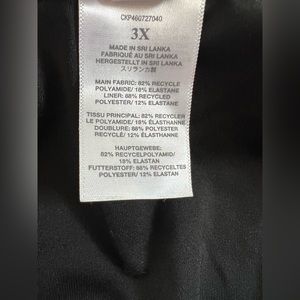 CKP460727040
3X
MADE IN SRI LANKA
FABRIQUÉ AU SRI LANKA
HERGESTELLT IN SRI LANKA
スリランカ製
MAIN FABRIC: 82% RECYCLE
POLYAMIDE/ 18% ELASTANE
LINER: 88% RECYCLED
POLYESTER/ 12% ELASTANE
TISSU PRINCIPAL: 82% RECYCLER
LE POLYAMIDE/ 18% ÉLASTHANNE
DOUBLURE: 88% POLYESTER
RECYCLÉ/ 12% ÉLASTHANNE
HAUPTGEWEBE:
82% RECYCELPOLYAMID/
18% ELASTAN
FUTTERSTOFF: 88% RECYCELTES
POLYESTER/ 12% ELASTAN